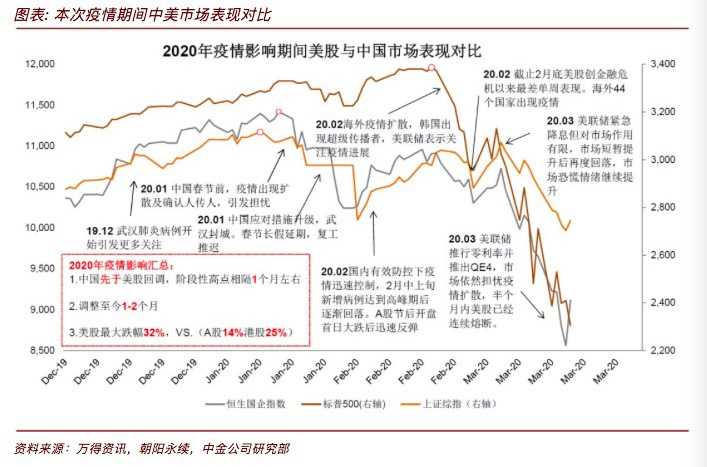 图表: 本次疫情期间中美市场表现对比
2020年疫情影响期间美股与中国市场表现对比
12,000
11,500
11,000
10,500
10,000
9,500
9,000
8,500
3,400
3,200
3,000
2,800
2,600
2,400
2,200
20.02 截止2月底美股创金融危
机以来最差单周表现。海外44
个国家出现疫情
20.02海外疫情扩散，韩国出
现超级传播者，美联储表示关
注疫情进展
20.03 美联储紧急
降息但对市场作用
有限，市场短暂提
升后再度回落，市
场恐慌情绪继续提
升
20.01 中国春节前，疫情出现扩
散及确认人传人，引发担忧
19.12 武汉肺炎病例开
始引发更多关注
20.01 中国应对措施升级，武
汉封城。春节长假延期，复工
推迟
20.02国内有效防控下疫
情迅速控制，2月中上旬
新增病例达到高峰期后
逐渐回落。A股节后开盘
首日大跌后迅速反弹
20.03 美联储
推行零利率并
推出QE4，市
场依然担忧疫
情扩散，半个
月内美股已经
连续熔断。
2020年疫情影响汇总：
1.中国先于美股回调，阶段性高点相隔1个月左右
2.调整至今1-2个月
3.美股最大跌幅32%，VS.（A股14%港股25%）
Dec-19
Dec-19
Dec-19
Dec-19
Dec-19
Jan-20
Jan-20
Jan-20
Jan-20
Feb-20
Feb-20
Feb-20
Feb-20
Mar-20
Mar-20
Mar-20
Mar-20
Mar-20
恒生国企指数
标普500(右轴)
上证综指（右轴）
资料来源：万得资讯，朝阳永续，中金公司研究部